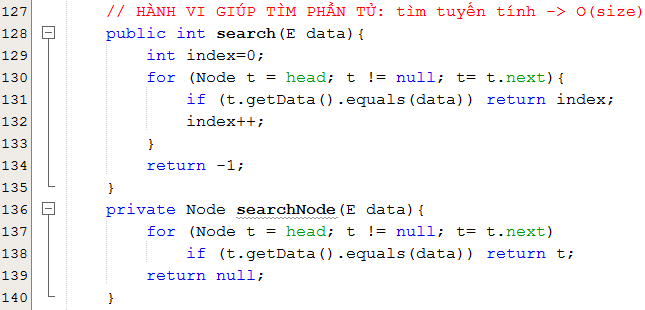 127 // HÀNH VI GIÚP TÌM PHẦN TỬ: tìm tuyến tính -> O(size)
128 public int search(E data){
129 int index=0;
130 for (Node t = head; t != null; t= t.next){
131 if (t.getData().equals(data)) return index;
132 index++;
133 }
134 return -1;
135 }
136 private Node searchNode(E data){
137 for (Node t = head; t != null; t= t.next)
138 if (t.getData().equals(data)) return t;
139 return null;
140 }